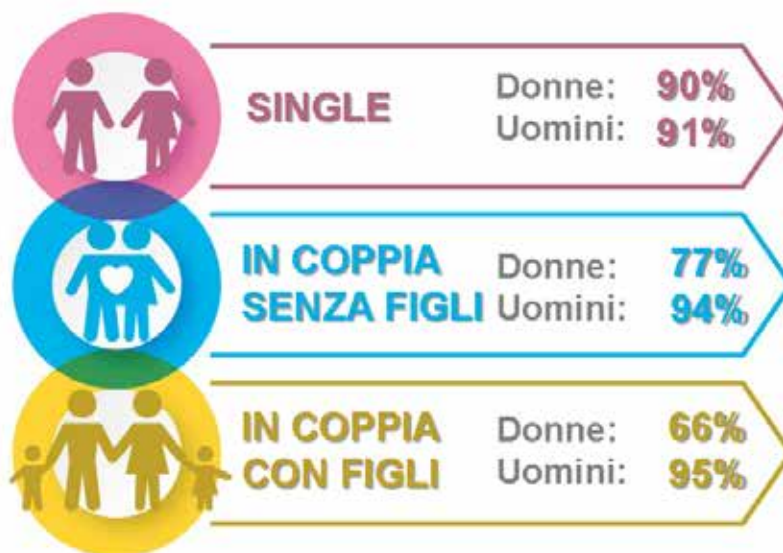 SINGLE
Donne: 90%
Uomini: 91%
IN COPPIA
SENZA FIGLI
Donne: 77%
Uomini: 94%
IN COPPIA
CON FIGLI
Donne: 66%
Uomini: 95%